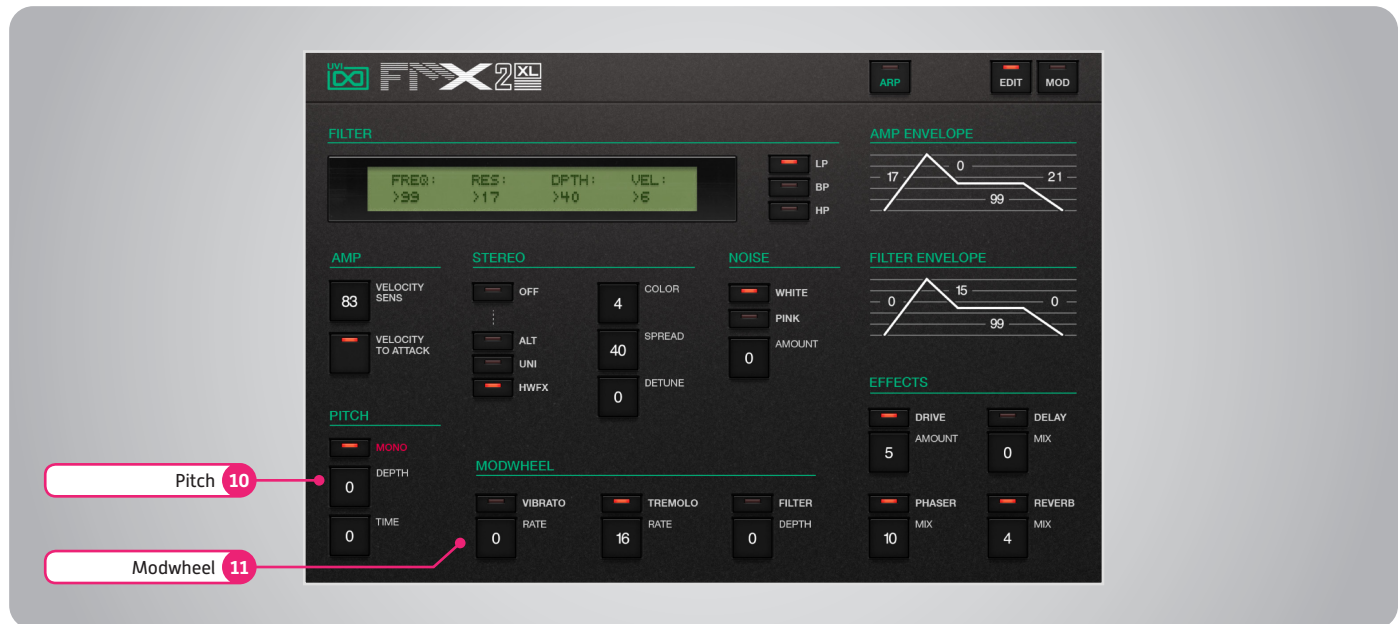 UVI FMX2 XL
ARP
EDIT
MOD
FILTER
FREQ: RES: DPTH: VEL:
>99 >17 >40 >6
LP
BP
HP
AMP ENVELOPE
17 0 21
99
AMP
83 VELOCITY
SENS
VELOCITY
TO ATTACK
STEREO
OFF
ALT
UNI
HWFX
4 COLOR
40 SPREAD
0 DETUNE
NOISE
WHITE
PINK
0 AMOUNT
FILTER ENVELOPE
0 15 0
99
PITCH
MONO
0 DEPTH
0 TIME
Pitch 10
Modwheel 11
MODWHEEL
VIBRATO
0 RATE
TREMOLO
16 RATE
FILTER
0 DEPTH
EFFECTS
DRIVE
5 AMOUNT
DELAY
0 MIX
PHASER
10 MIX
REVERB
4 MIX